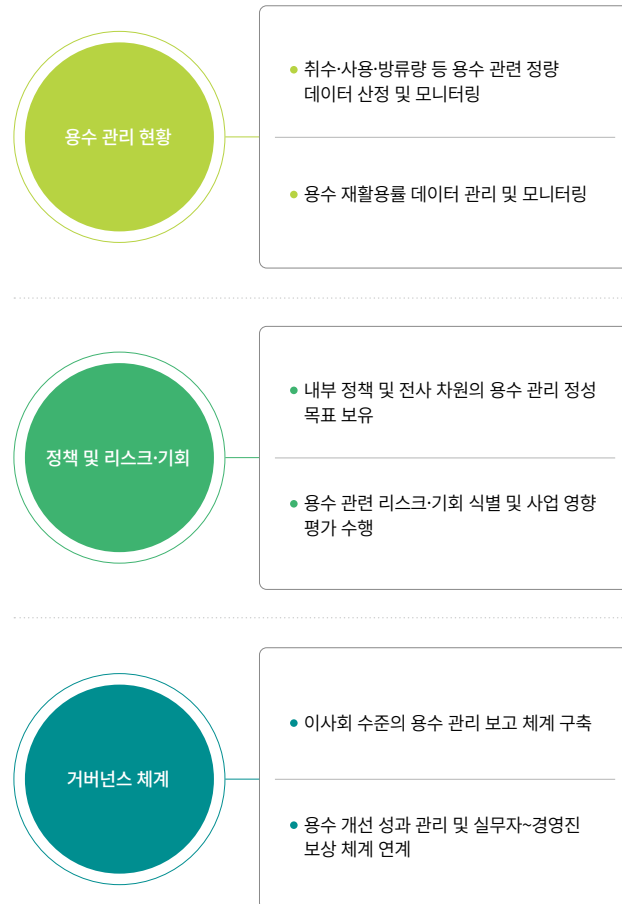 용수 관리 현황
• 취수·사용·방류량 등 용수 관련 정량
데이터 산정 및 모니터링
• 용수 재활용률 데이터 관리 및 모니터링
정책 및 리스크·기회
• 내부 정책 및 전사 차원의 용수 관리 정성
목표 보유
• 용수 관련 리스크·기회 식별 및 사업 영향
평가 수행
거버넌스 체계
• 이사회 수준의 용수 관리 보고 체계 구축
• 용수 개선 성과 관리 및 실무자~경영진
보상 체계 연계